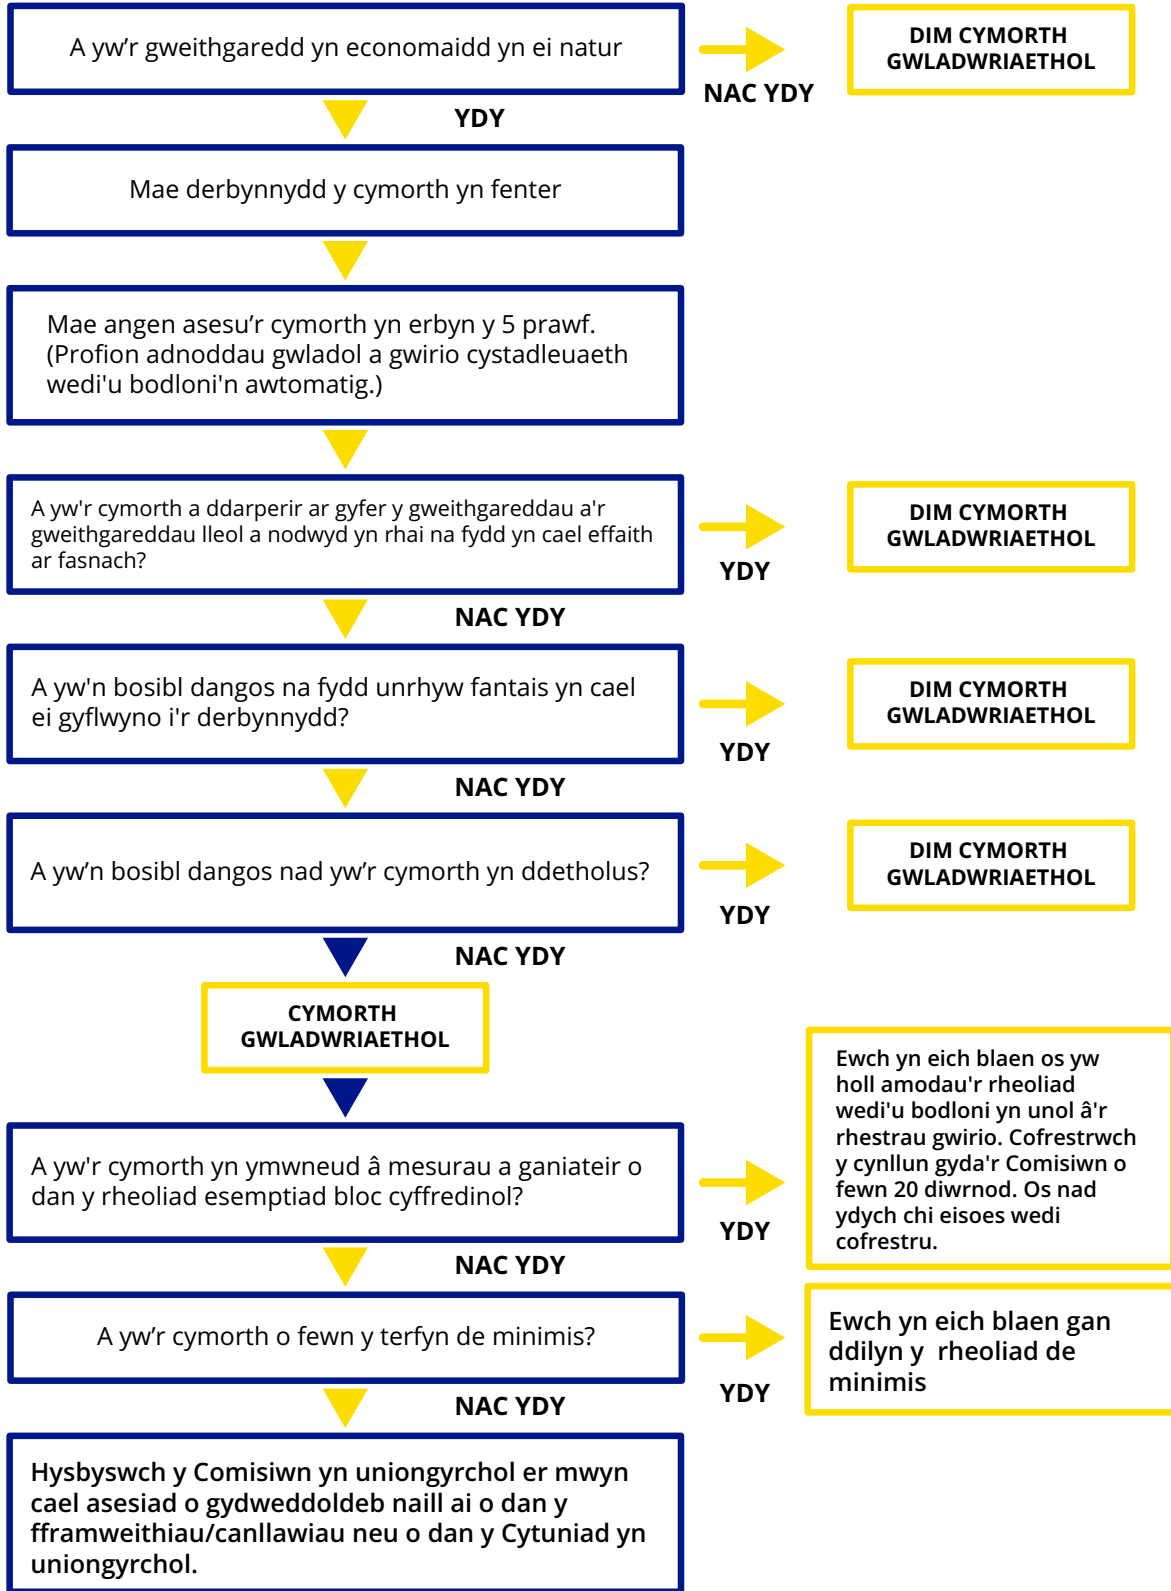 A yw'r gweithgaredd yn economaidd yn ei natur
NAC YDY
DIM CYMORTH
GWLADWRIAETHOL
YDY
Mae derbynnydd y cymorth yn fenter
Mae angen asesu’r cymorth yn erbyn y 5 prawf.
(Profion adnoddau gwladol a gwirio cystadleuaeth
wedi'u bodloni'n awtomatig.)
A yw'r cymorth a ddarperir ar gyfer y gweithgareddau a'r
gweithgareddau lleol a nodwyd yn rhai na fydd yn cael effaith
ar fasnach?
YDY
DIM CYMORTH
GWLADWRIAETHOL
NAC YDY
A yw'n bosibl dangos na fydd unrhyw fantais yn cael
ei gyflwyno i'r derbynnydd?
YDY
DIM CYMORTH
GWLADWRIAETHOL
NAC YDY
A yw’n bosibl dangos nad yw'r cymorth yn ddetholus?
YDY
DIM CYMORTH
GWLADWRIAETHOL
NAC YDY
CYMORTH
GWLADWRIAETHOL
A yw'r cymorth yn ymwneud â mesurau a ganiateir o
dan y rheoliad esemptiad bloc cyffredinol?
YDY
Ewch yn eich blaen os yw
holl amodau'r rheoliad
wedi'u bodloni yn unol â'r
rhestrau gwirio. Cofrestrwch
y cynllun gyda'r Comisiwn o
fewn 20 diwrnod. Os nad
ydych chi eisoes wedi
cofrestru.
NAC YDY
A yw’r cymorth o fewn y terfyn de minimis?
YDY
Ewch yn eich blaen gan
ddilyn y rheoliad de
minimis
NAC YDY
Hysbyswch y Comisiwn yn uniongyrchol er mwyn
cael asesiad o gydweddoldeb naill ai o dan y
fframweithiau/canllawiau neu o dan y Cytuniad yn
uniongyrchol.